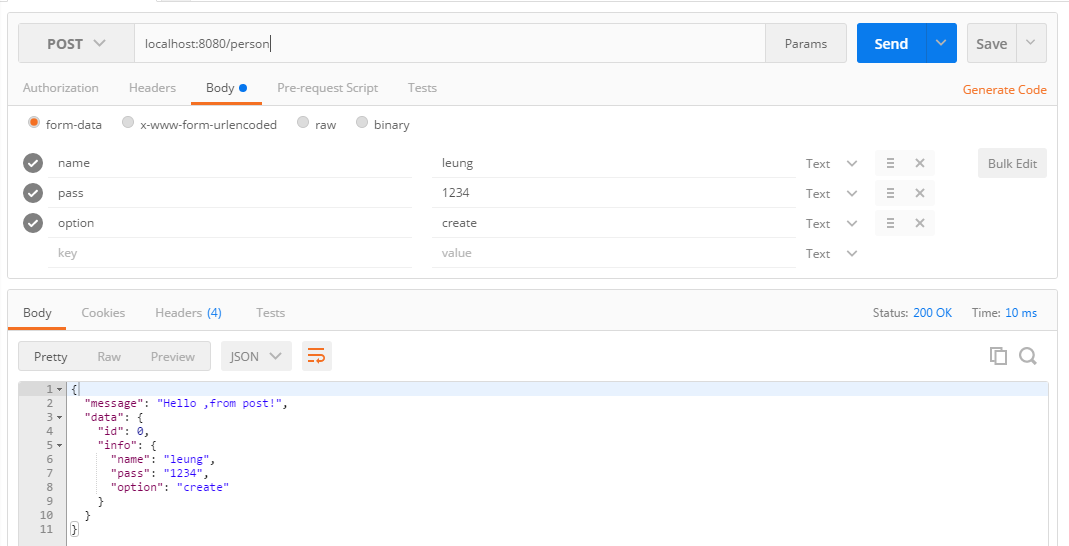 POST localhost:8080/person Params Send Save
Authorization Headers Body Pre-request Script Tests Generate Code
form-data x-www-form-urlencoded raw binary
name leung Text Bulk Edit
pass 1234 Text
option create Text
key value Text
Body Cookies Headers (4) Tests Status: 200 OK Time: 10 ms
Pretty Raw Preview JSON
1 {
2 "message": "Hello ,from post!",
3 "data": {
4 "id": 0,
5 "info": {
6 "name": "leung",
7 "pass": "1234",
8 "option": "create"
9 }
10 }
11 }